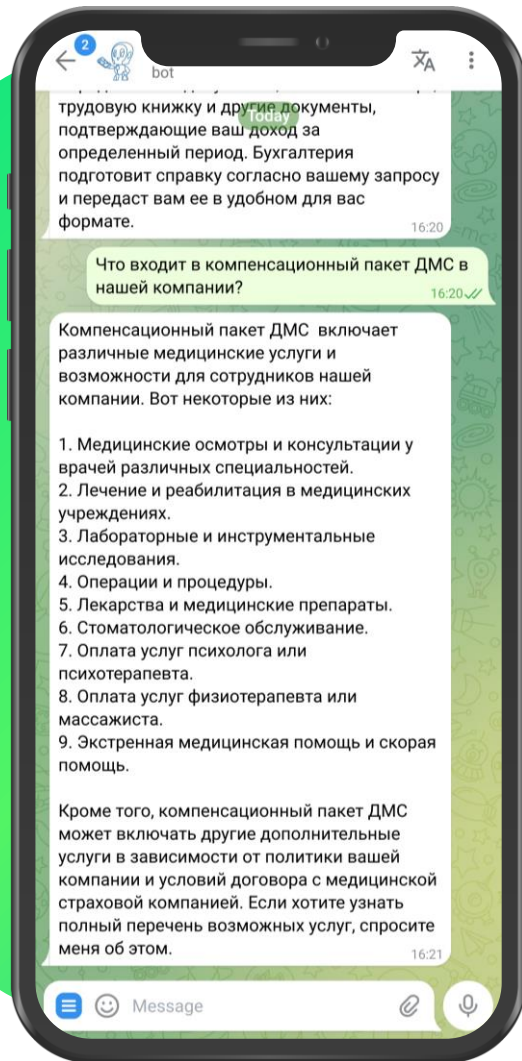 2
bot
трудовую книжку и другие документы,
Today
подтверждающие ваш доход за
определенный период. Бухгалтерия
подготовит справку согласно вашему запросу
и передаст вам ее в удобном для вас
формате.
16:20
Что входит в компенсационный пакет ДМС в
нашей компании?
16:20
Компенсационный пакет ДМС включает
различные медицинские услуги и
возможности для сотрудников нашей
компании. Вот некоторые из них:
1. Медицинские осмотры и консультации у
врачей различных специальностей.
2. Лечение и реабилитация в медицинских
учреждениях.
3. Лабораторные и инструментальные
исследования.
4. Операции и процедуры.
5. Лекарства и медицинские препараты.
6. Стоматологическое обслуживание.
7. Оплата услуг психолога или
психотерапевта.
8. Оплата услуг физиотерапевта или
массажиста.
9. Экстренная медицинская помощь и скорая
помощь.
Кроме того, компенсационный пакет ДМС
может включать другие дополнительные
услуги в зависимости от политики вашей
компании и условий договора с медицинской
страховой компанией. Если хотите узнать
полный перечень возможных услуг, спросите
меня об этом.
16:21
Message